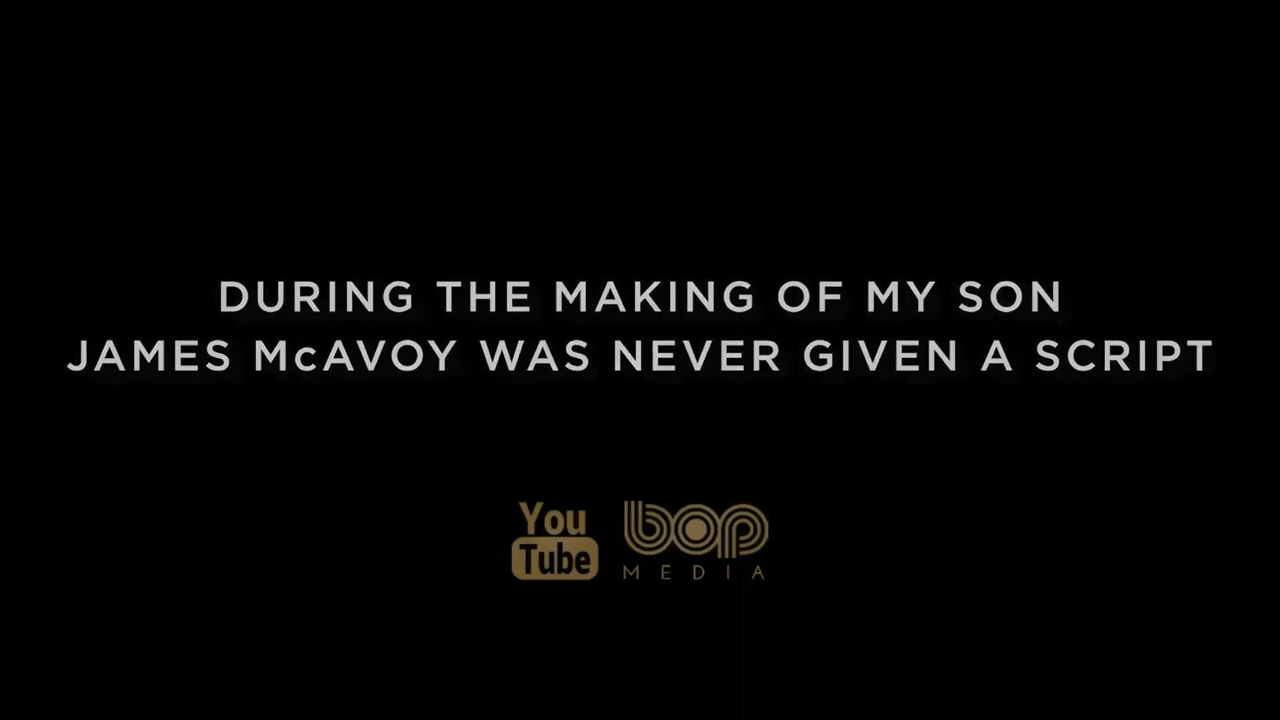 DURING THE MAKING OF MY SON
JAMES McAVOY WAS NEVER GIVEN A SCRIPT
You
Tube
bop
MEDIA